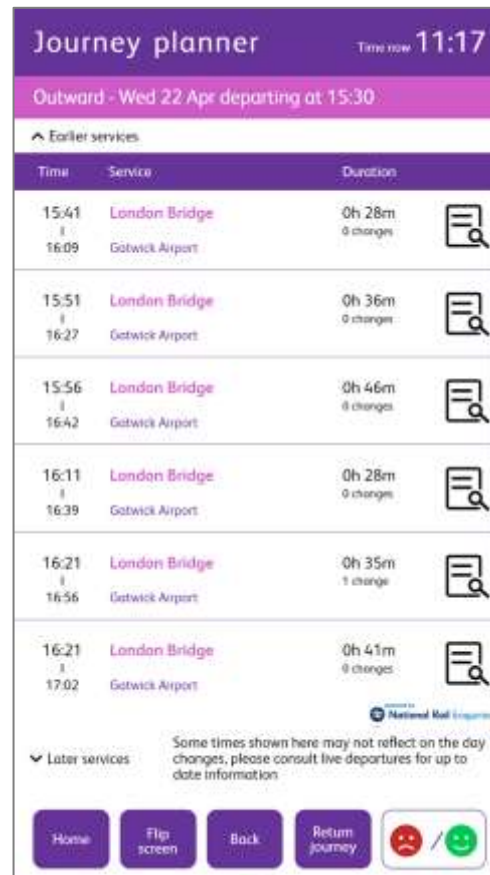 Journey planner
Time now 11:17
Outward - Wed 22 Apr departing at 15:30
Earlier services
Time Service Duration
15:41 London Bridge 0h 28m
0 changes
16:09 Gatwick Airport
15:51 London Bridge 0h 36m
0 changes
16:27 Gatwick Airport
15:56 London Bridge 0h 46m
0 changes
16:42 Gatwick Airport
16:11 London Bridge 0h 28m
0 changes
16:39 Gatwick Airport
16:21 London Bridge 0h 35m
1 change
16:56 Gatwick Airport
16:21 London Bridge 0h 41m
0 changes
17:02 Gatwick Airport
National Rail Enquiries
Later services
Some times shown here may not reflect on the day
changes, please consult live departures for up to
date information
Home
Flip
screen
Back
Return
journey
/